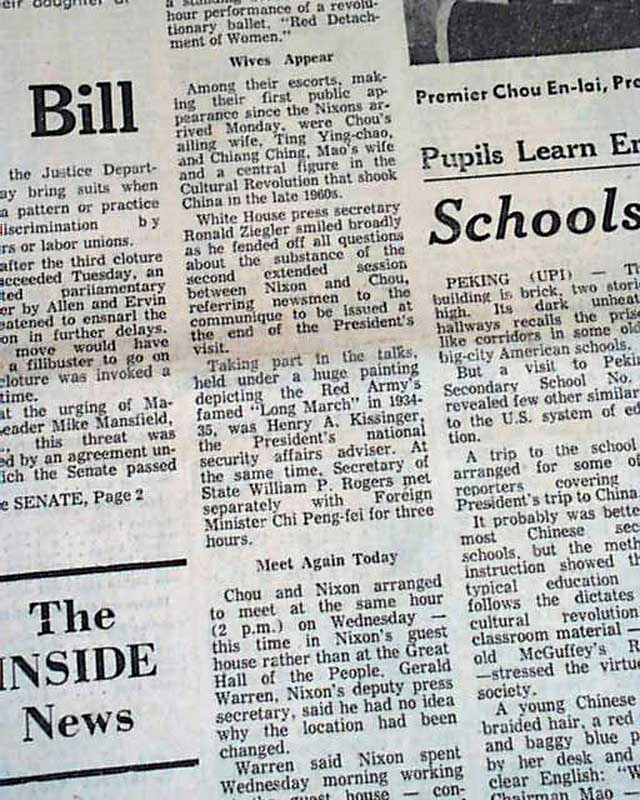 Bill
the Justice Depart-
ay bring suits when
a pattern or practice
discrimination by
rs or labor unions.
after the third cloture
acceeded Tuesday, an
ted parliamentary
er by Allen and Ervin
eatened to ensnarl the
on in further delays.
move would have
a filibuster to go on
cloture was invoked a
time.
at the urging of Ma-
Leader Mike Mansfield,
this threat was
ed by an agreement un-
ich the Senate passed
e SENATE, Page 2
The
INSIDE
News
hour performance of a revolu-
tionary ballet, "Red Detach-
ment of Women."
Wives Appear
Among their escorts, mak-
ing their first public ap-
pearance since the Nixons ar-
rived Monday, were Chou's
ailing wife, Ting Ying-chao,
and Chiang Ching, Mao's wife
and a central figure in the
Cultural Revolution that shook
China in the late 1960s.
White House press secretary
Ronald Ziegler smiled broadly
as he fended off all questions
about the substance of the
second extended session
between Nixon and Chou,
referring newsmen to the
communique to be issued at
the end of the President's
visit.
Taking part in the talks,
held under a huge painting
depicting the Red Army's
famed "Long March" in 1934-
35, was Henry A. Kissinger,
the President's national
security affairs adviser. At
the same time, Secretary of
State William P. Rogers met
separately with Foreign
Minister Chi Peng-fei for three
hours.
Meet Again Today
Chou and Nixon arranged
to meet at the same hour
(2 p.m.) on Wednesday —
this time in Nixon's guest
house rather than at the Great
Hall of the People. Gerald
Warren, Nixon's deputy press
secretary, said he had no idea
why the location had been
changed.
Warren said Nixon spent
Wednesday morning working
guest house — con-
Premier Chou En-lai, Pre
Pupils Learn En
Schools
PEKING (UPI) — Th
building is brick, two stori
high. Its dark unhea
hallways recalls the prise
like corridors in some old
big-city American schools.
But a visit to Peki
Secondary School No.
revealed few other similar
to the U.S. system of ed
tion.
A trip to the school
arranged for some of
reporters covering
President's trip to China.
It probably was bette
most Chinese sec
schools, but the meth
instruction showed th
typical education
follows the dictates
cultural revolution
classroom material —
old McGuffey's R
—stressed the virtu
society.
A young Chinese
braided hair, a red
and baggy blue p
by her desk and
clear English: "W
Chairman Mao —